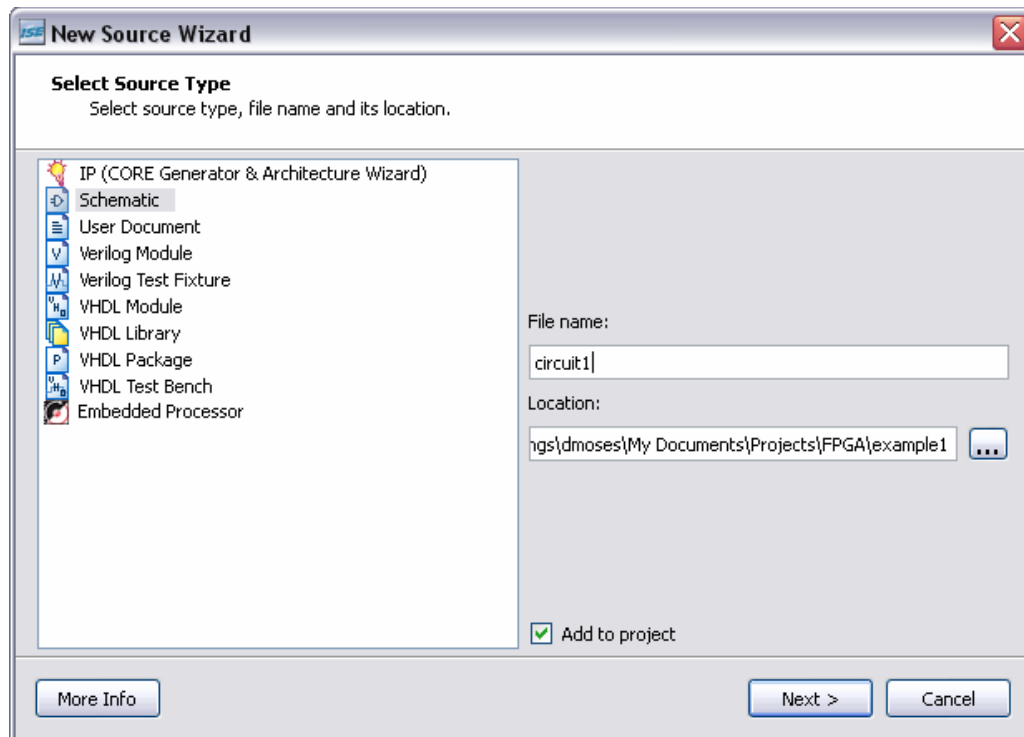 ISE New Source Wizard
Select Source Type
Select source type, file name and its location.
IP (CORE Generator & Architecture Wizard)
Schematic
User Document
V Verilog Module
Verilog Test Fixture
VHDL Module
VHDL Library
P VHDL Package
VHDL Test Bench
Embedded Processor
File name:
circuit1
Location:
ngs\dmoses\My Documents\Projects\FPGA\example1
...
Add to project
More Info
Next >
Cancel